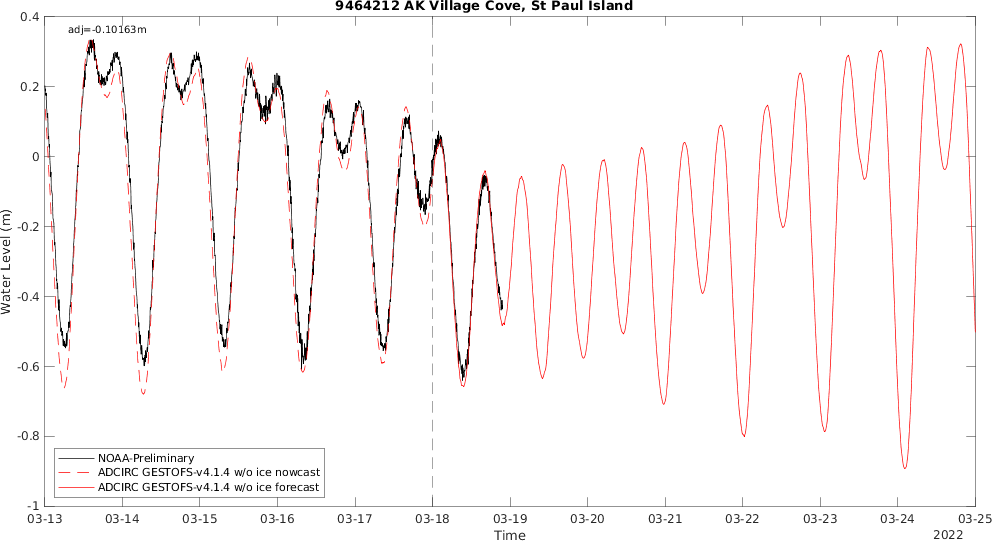 9464212 AK Village Cove, St Paul Island
adj=-0.10163m
0.4
0.2
0
-0.2
-0.4
-0.6
-0.8
-1
Water Level (m)
NOAA-Preliminary
ADCIRC GESTOFS-v4.1.4 w/o ice nowcast
ADCIRC GESTOFS-v4.1.4 w/o ice forecast
03-13 03-14 03-15 03-16 03-17 03-18 03-19 03-20 03-21 03-22 03-23 03-24 03-25
Time
2022